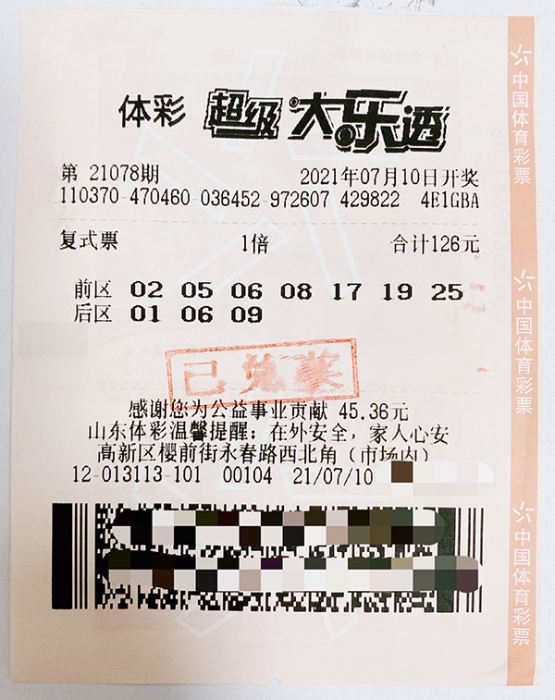 体彩 超级大乐透
第 21078期 2021年07月10日开奖
110370-470460-036452-972607 429822 4E1GBA
复式票 1倍 合计126元
前区 02 05 06 08 17 19 25
后区 01 06 09
已兑奖
感谢您为公益事业贡献 45.36元
山东体彩温馨提醒：在外安全，家人心安
高新区樱前街永春路西北角（市场内）
12-013113-101 00104 21/07/10
中国体育彩票
中国体育彩票
中国体育彩票